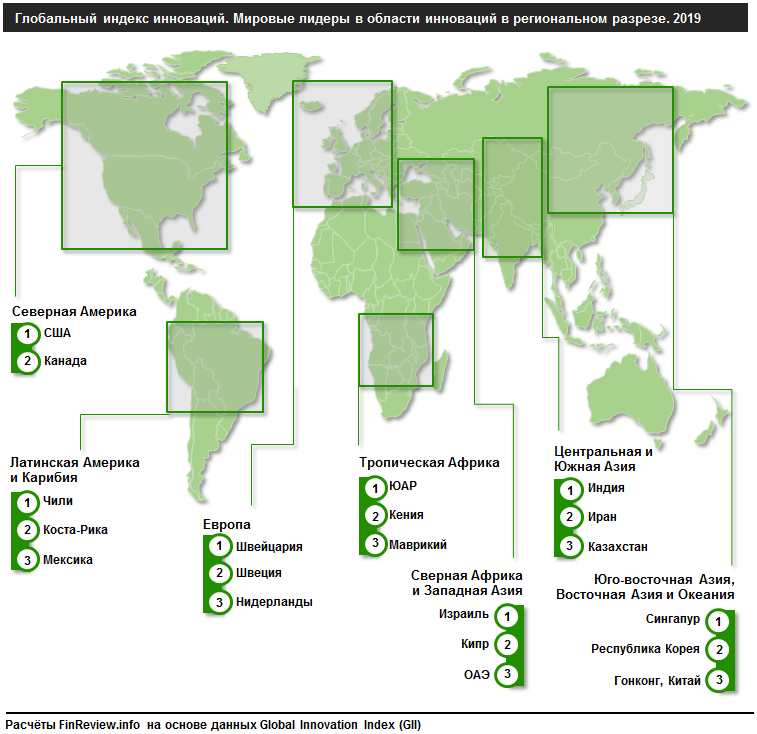 Глобальный индекс инноваций. Мировые лидеры в области инноваций в региональном разрезе. 2019
Северная Америка
1 США
2 Канада
Латинская Америка
и Карибия
1 Чили
2 Коста-Рика
3 Мексика
Европа
1 Швейцария
2 Швеция
3 Нидерланды
Тропическая Африка
1 ЮАР
2 Кения
3 Маврикий
Сверная Африка
и Западная Азия
Израиль 1
Кипр 2
ОАЭ 3
Центральная и
Южная Азия
1 Индия
2 Иран
3 Казахстан
Юго-восточная Азия,
Восточная Азия и Океания
Сингапур 1
Республика Корея 2
Гонконг, Китай 3
Расчёты FinReview.info на основе данных Global Innovation Index (GII)